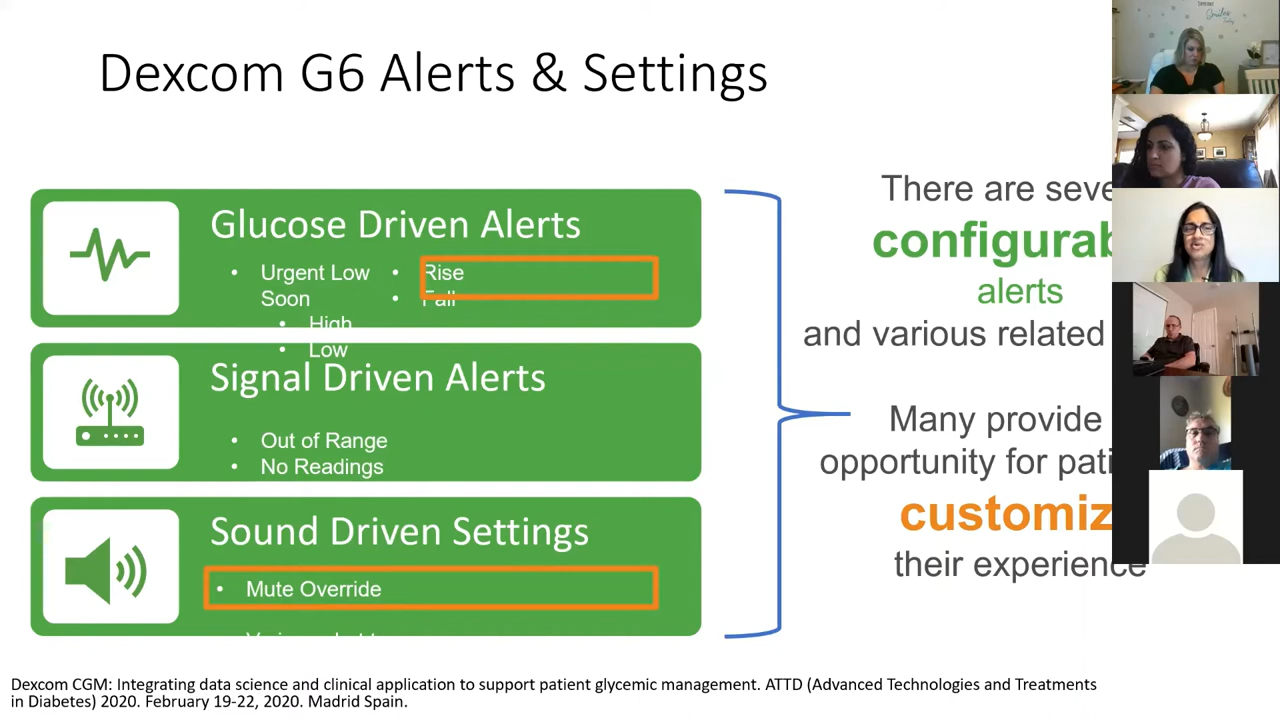 Dexcom G6 Alerts & Settings
Glucose Driven Alerts
• Urgent Low Soon
• High
• Low
• Rise
• Fall
Signal Driven Alerts
• Out of Range
• No Readings
Sound Driven Settings
• Mute Override
There are seve
configurab
alerts
and various related
Many provide
opportunity for pati
customiz
their experience
Dexcom CGM: Integrating data science and clinical application to support patient glycemic management. ATTD (Advanced Technologies and Treatments
in Diabetes) 2020. February 19-22, 2020. Madrid Spain.